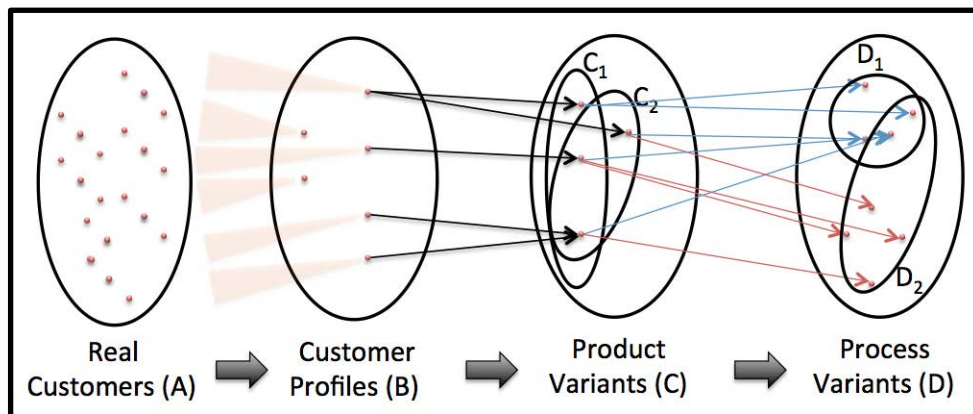 C1
C2
D1
D2
Real
Customers (A)
Customer
Profiles (B)
Product
Variants (C)
Process
Variants (D)